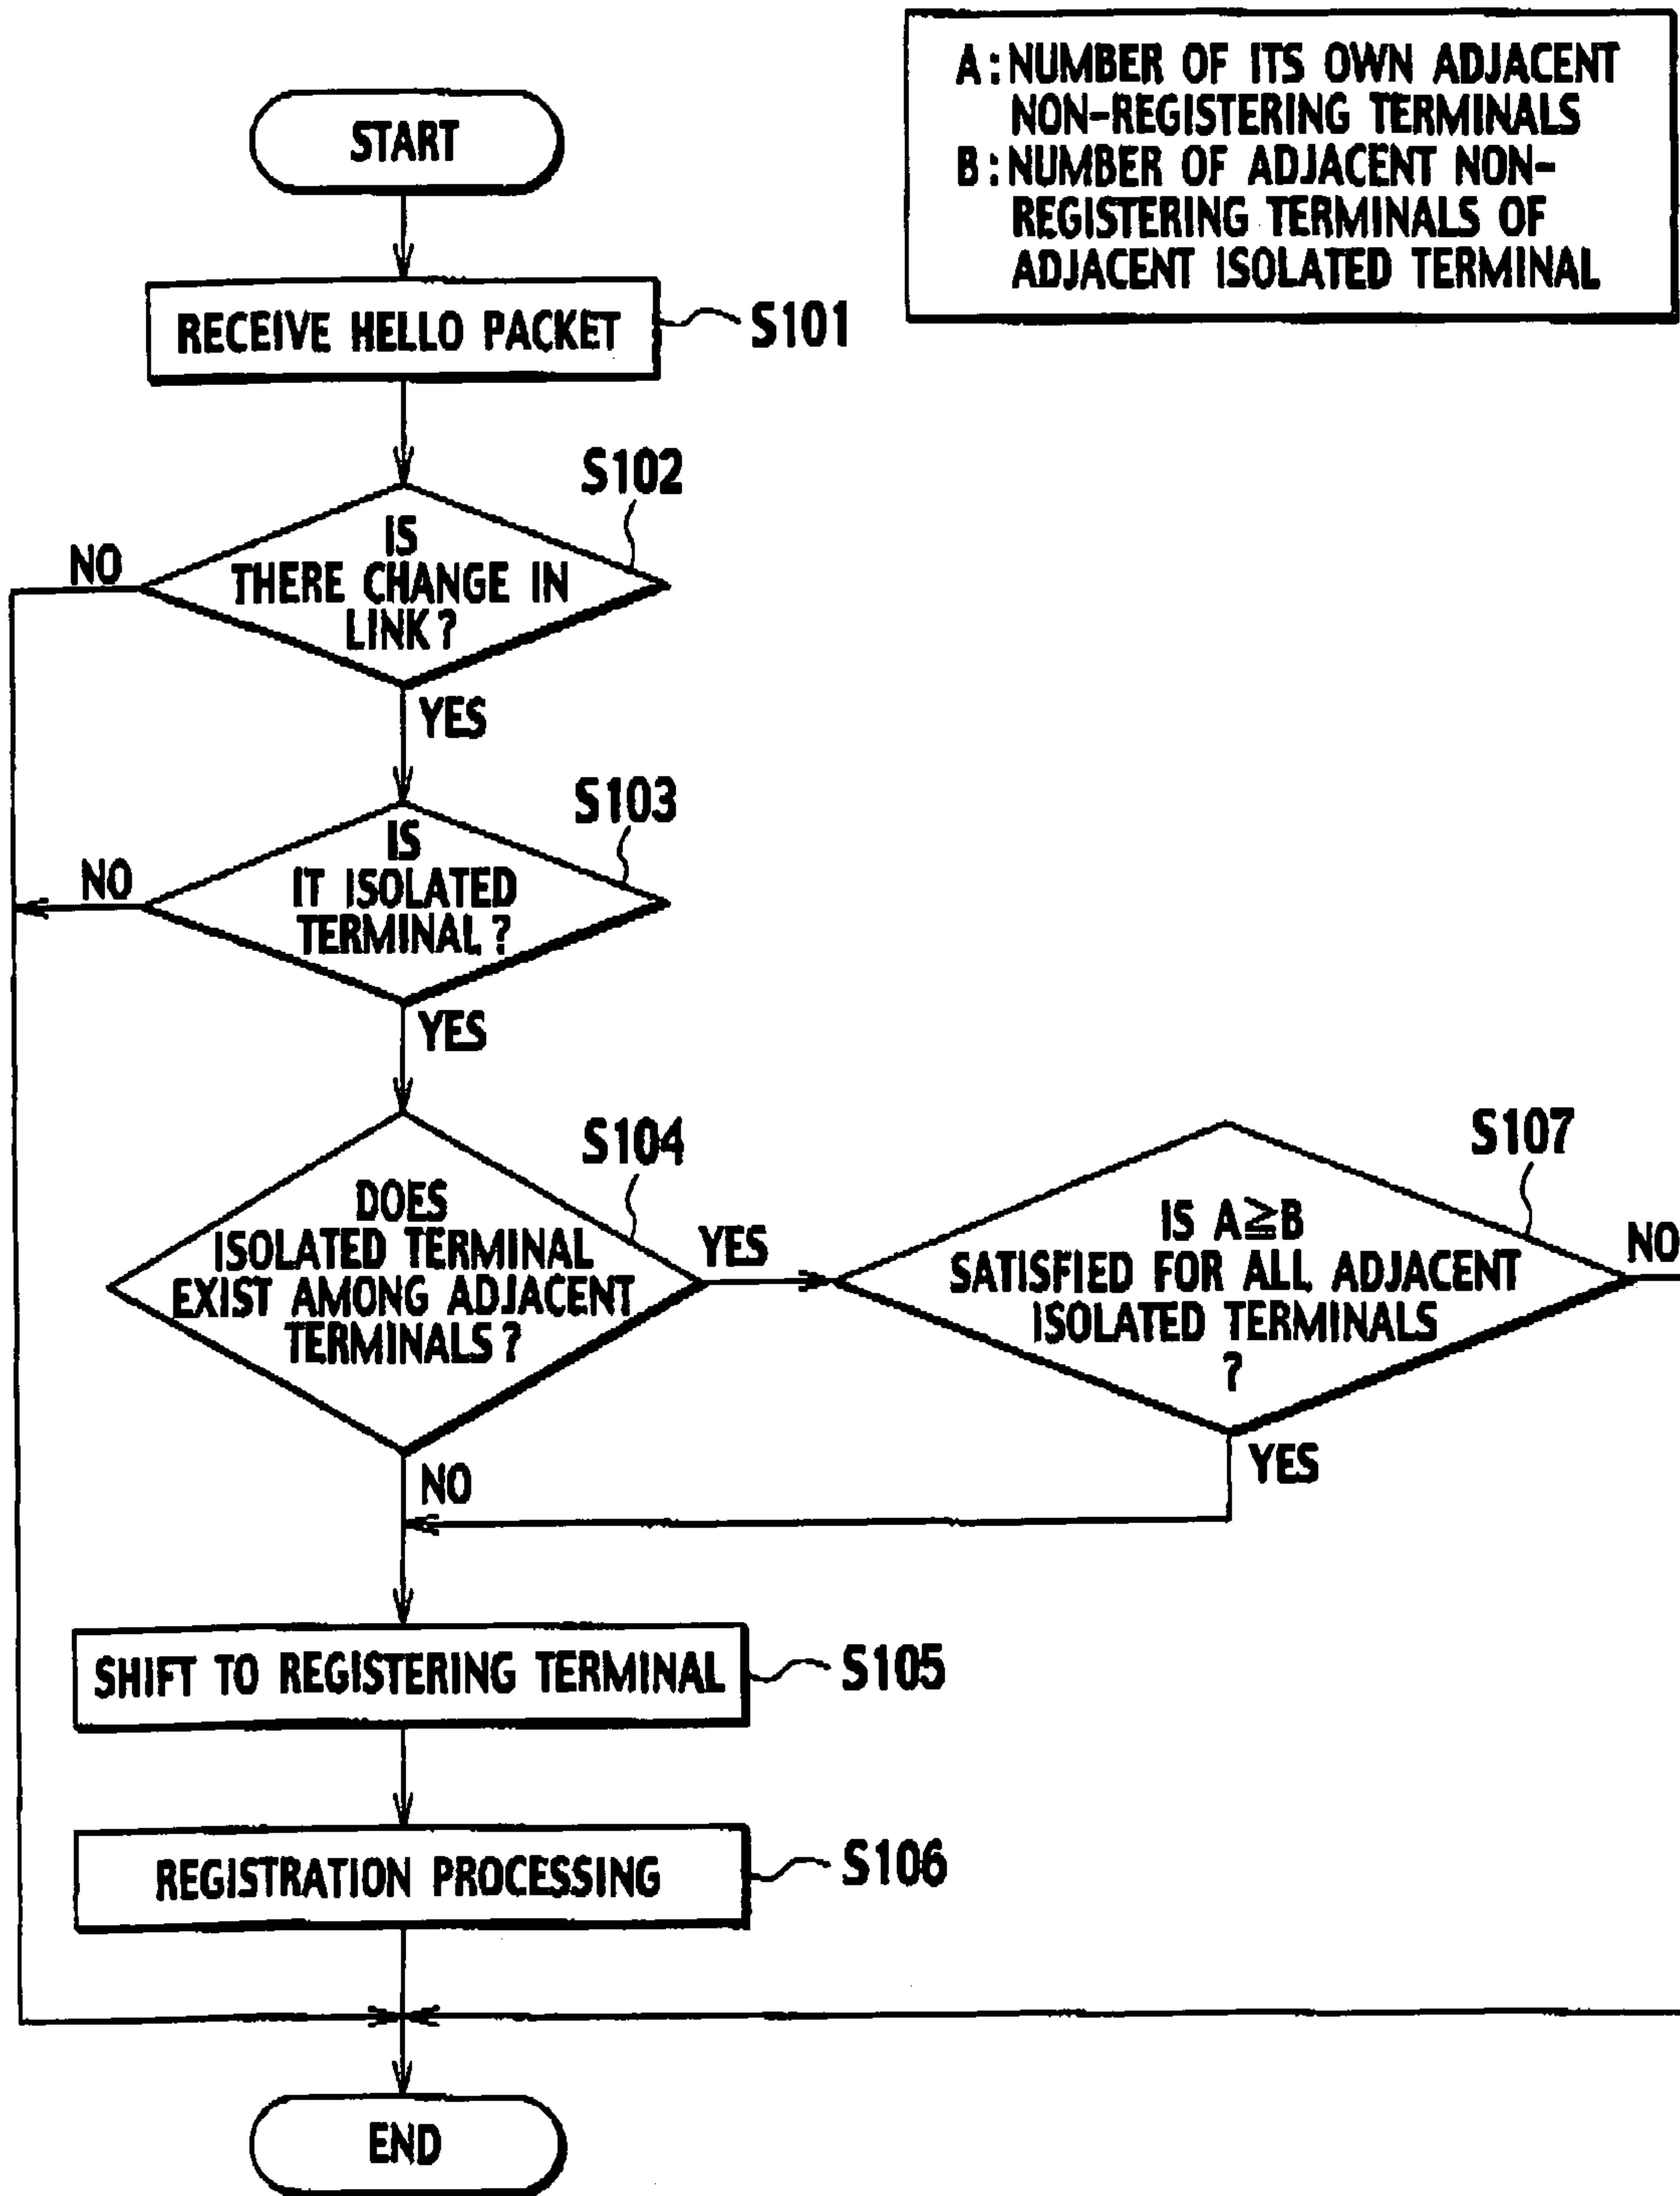 A:NUMBER OF ITS OWN ADJACENT
NON-REGISTERING TERMINALS
B:NUMBER OF ADJACENT NON-
REGISTERING TERMINALS OF
ADJACENT ISOLATED TERMINAL
START
RECEIVE HELLO PACKET
S101
S102
IS
THERE CHANGE IN
LINK?
NO
YES
S103
IS
IT ISOLATED
TERMINAL?
NO
YES
S104
DOES
ISOLATED TERMINAL
EXIST AMONG ADJACENT
TERMINALS?
YES
NO
S107
IS A≧B
SATISFIED FOR ALL ADJACENT
ISOLATED TERMINALS
?
NO
YES
SHIFT TO REGISTERING TERMINAL
S105
REGISTRATION PROCESSING
S106
END